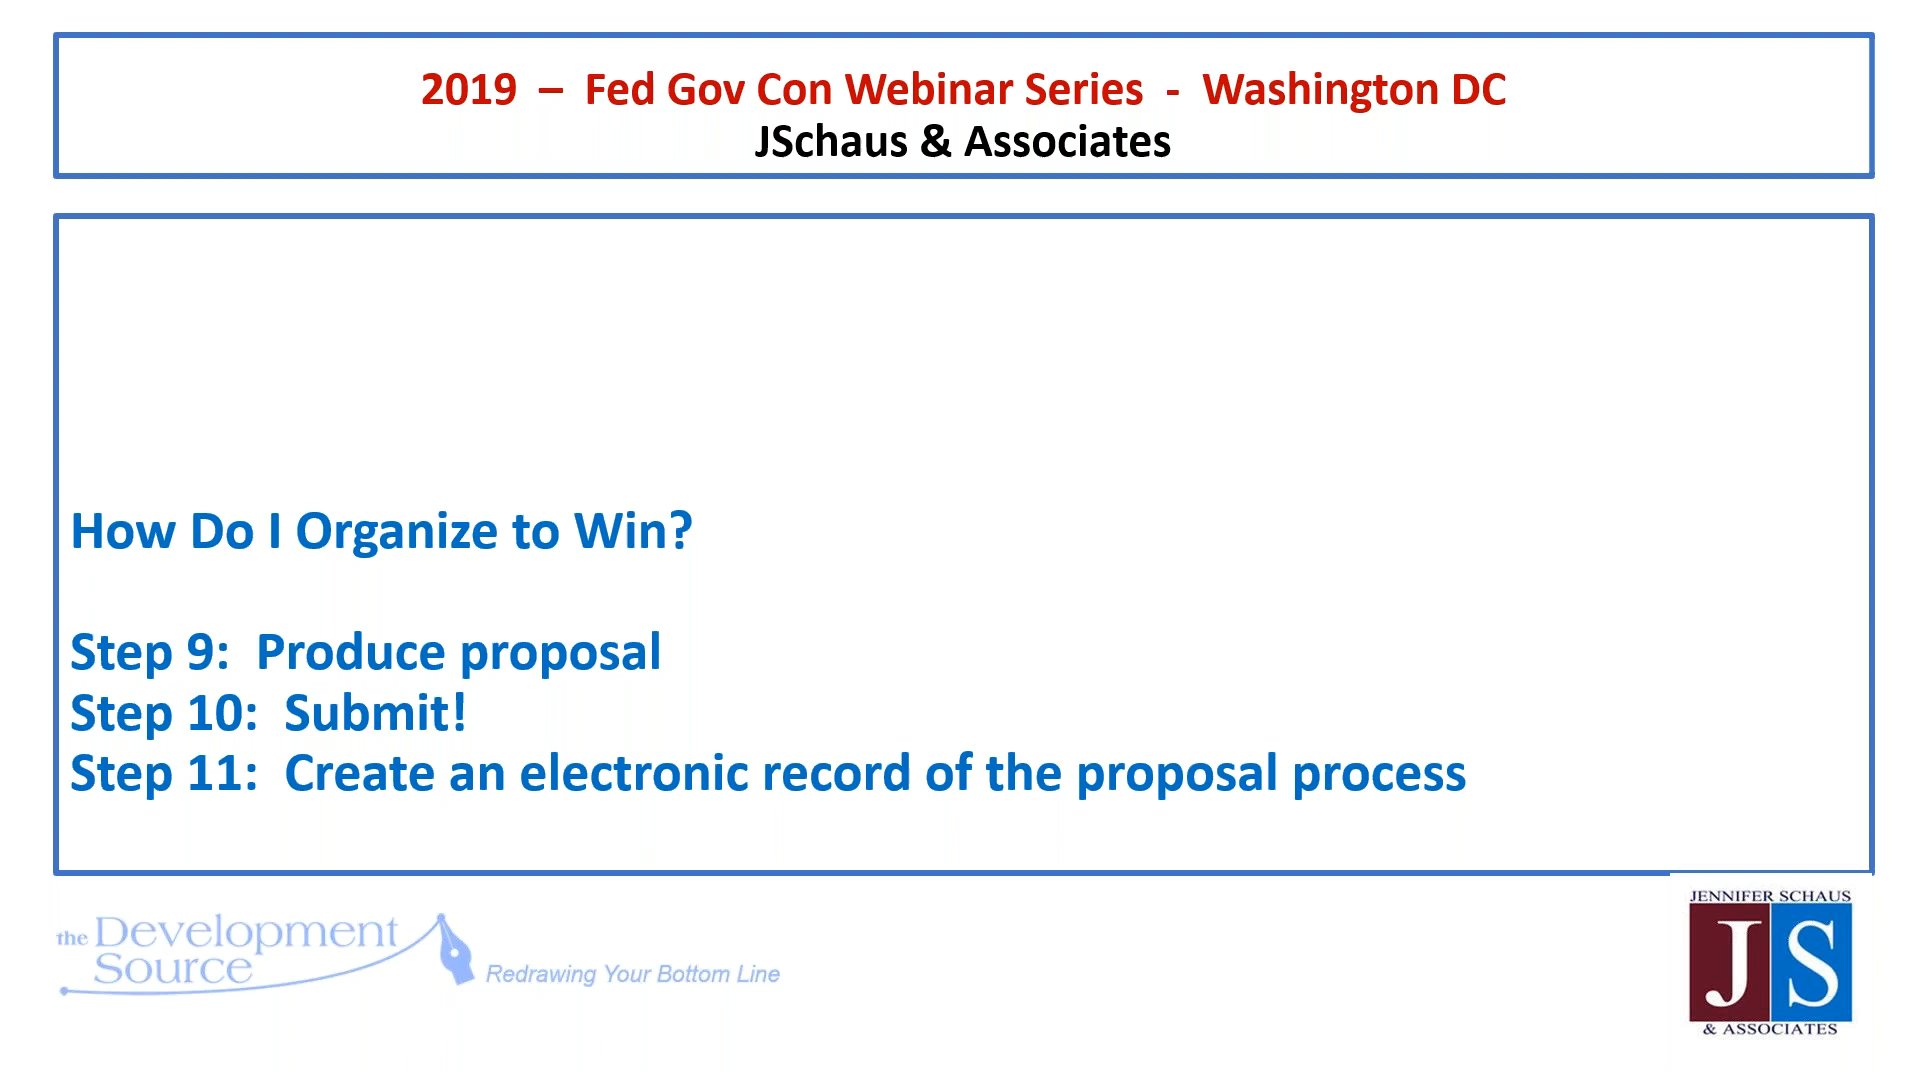 2019 – Fed Gov Con Webinar Series - Washington DC
JSchaus & Associates
How Do I Organize to Win?
Step 9: Produce proposal
Step 10: Submit!
Step 11: Create an electronic record of the proposal process
the Development
Source
Redrawing Your Bottom Line
JENNIFER SCHAUS
JS
& ASSOCIATES